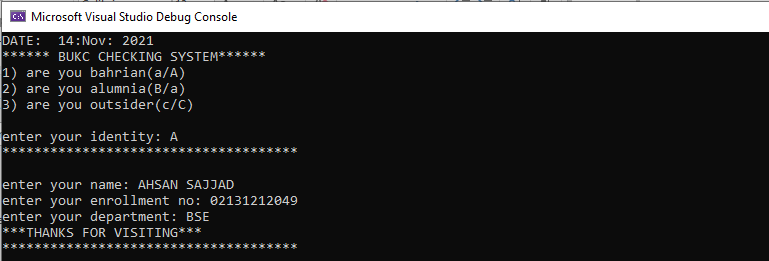 Microsoft Visual Studio Debug Console
DATE:  14:Nov: 2021
****** BUKC CHECKING SYSTEM******
1) are you bahrian(a/A)
2) are you alumnia(B/a)
3) are you outsider(c/C)
enter your identity: A
*************************************
enter your name: AHSAN SAJJAD
enter your enrollment no: 02131212049
enter your department: BSE
***THANKS FOR VISITING***
*************************************